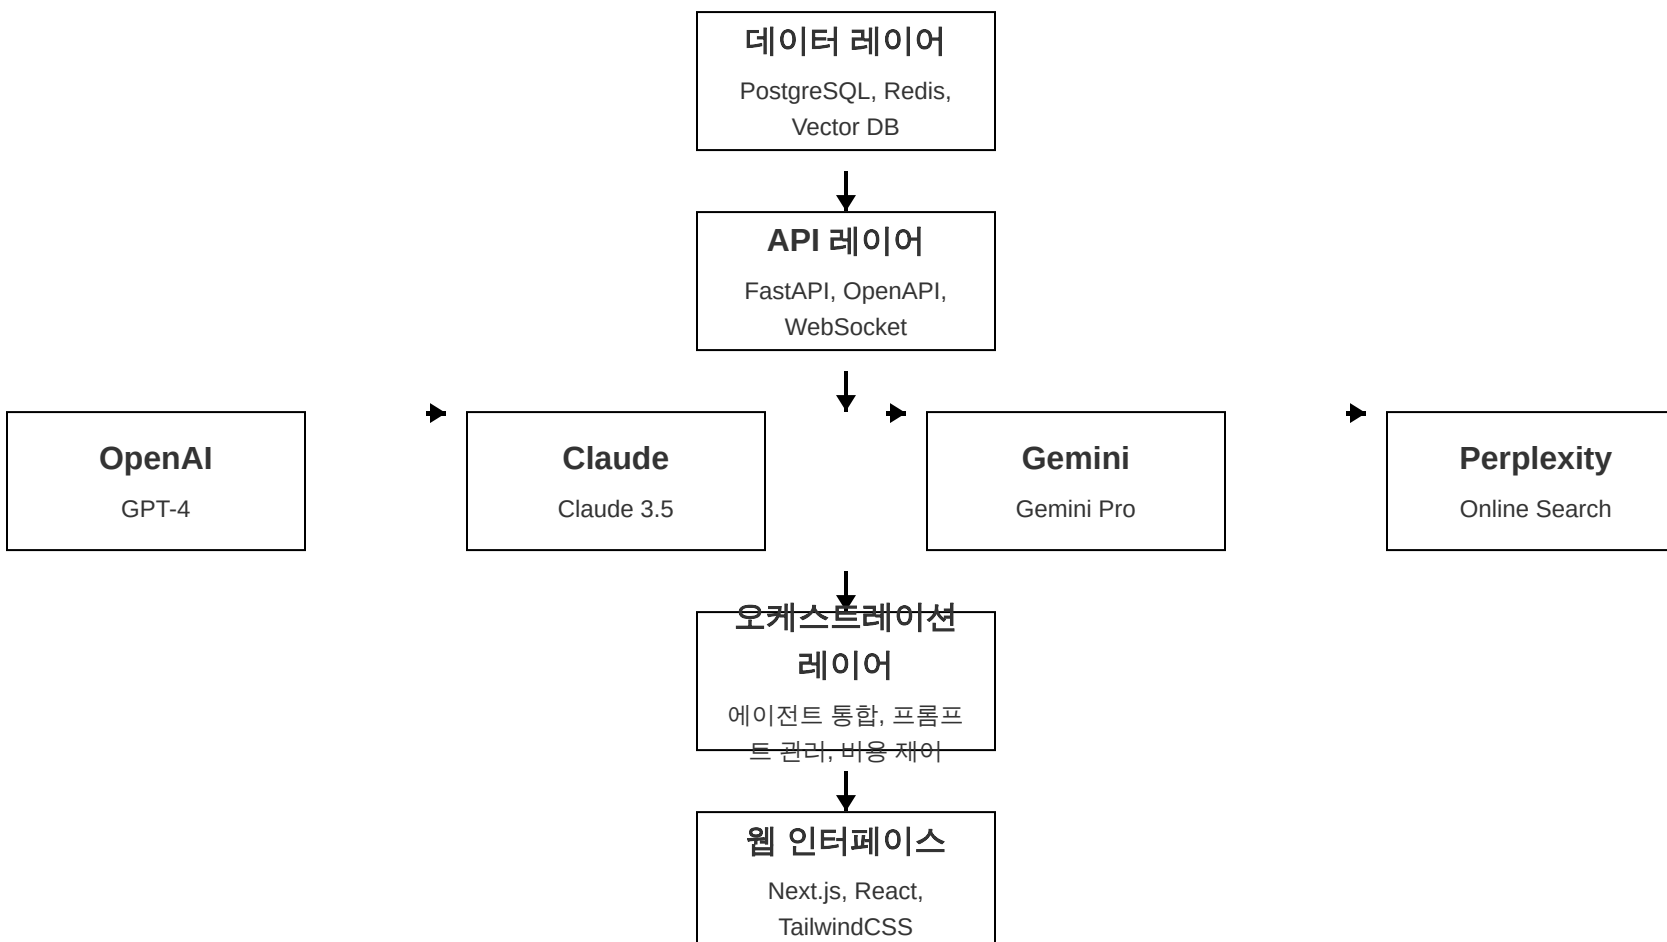 데이터 레이어
PostgreSQL, Redis,
Vector DB
API 레이어
FastAPI, OpenAPI,
WebSocket
OpenAI
GPT-4
Claude
Claude 3.5
Gemini
Gemini Pro
Perplexity
Online Search
오케스트레이션
레이어
에이전트 통합, 프롬프
트 관리, 비용 제어
웹 인터페이스
Next.js, React,
TailwindCSS